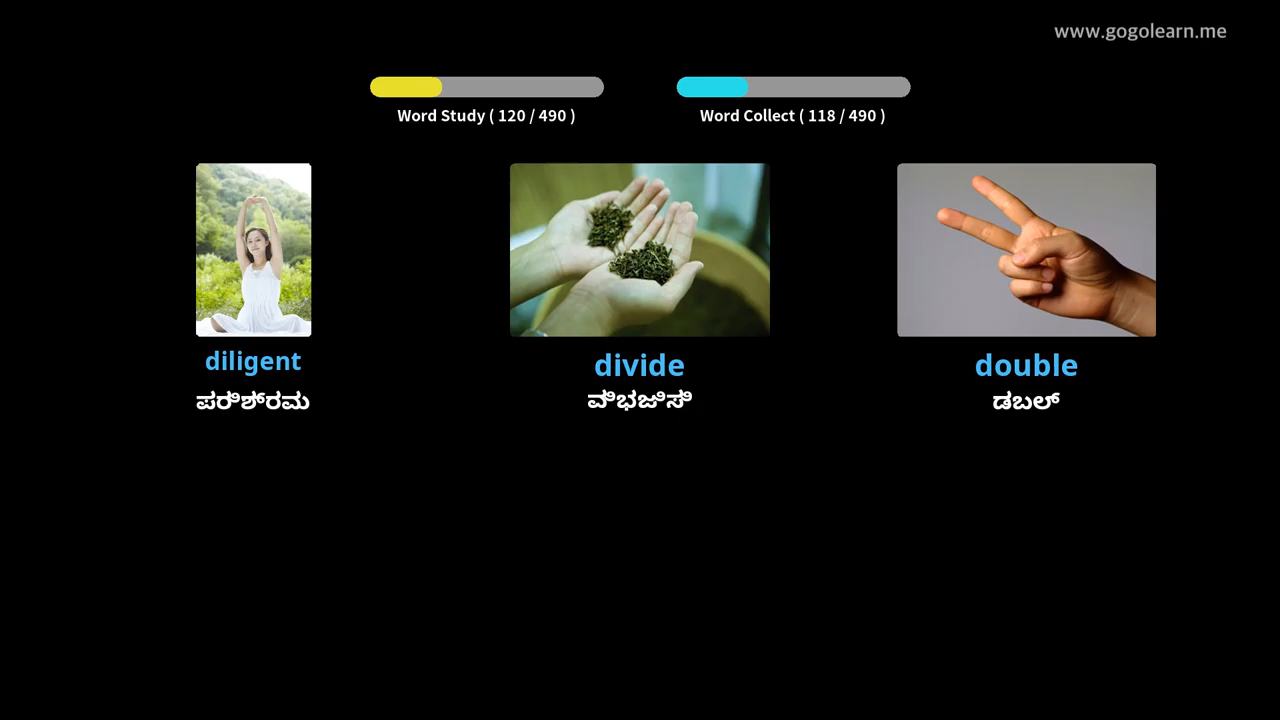 www.gogolearn.me
Word Study ( 120 / 490 )
Word Collect ( 118 / 490 )
diligent
ಪರಿಶ್ರಮ
divide
ವಿಭಜಿಸಿ
double
ಡಬಲ್